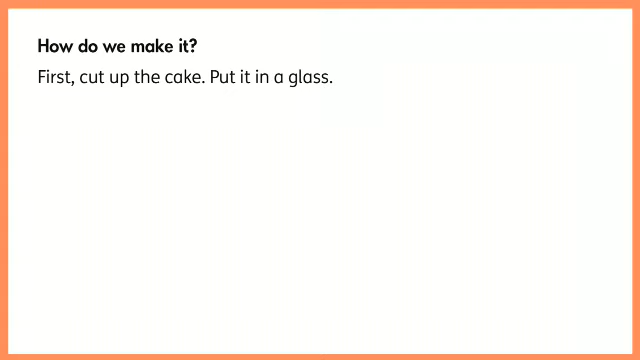 How do we make it?
First, cut up the cake. Put it in a glass.